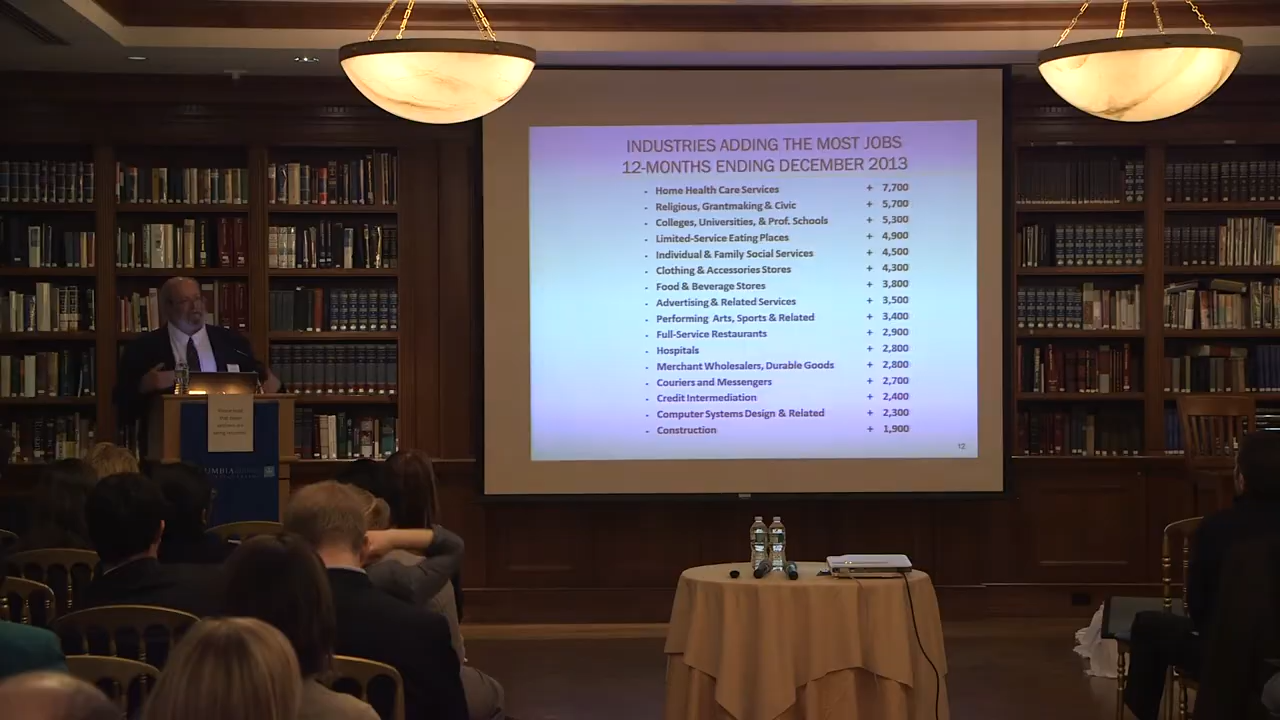 INDUSTRIES ADDING THE MOST JOBS
12-MONTHS ENDING DECEMBER 2013
- Home Health Care Services + 7,700
- Religious, Grantmaking & Civic + 5,700
- Colleges, Universities, & Prof. Schools + 5,300
- Limited-Service Eating Places + 4,900
- Individual & Family Social Services + 4,500
- Clothing & Accessories Stores + 4,300
- Food & Beverage Stores + 3,800
- Advertising & Related Services + 3,500
- Performing Arts, Sports & Related + 3,400
- Full-Service Restaurants + 2,900
- Hospitals + 2,800
- Merchant Wholesalers, Durable Goods + 2,800
- Couriers and Messengers + 2,700
- Credit Intermediation + 2,400
- Computer Systems Design & Related + 2,300
- Construction + 1,900
12